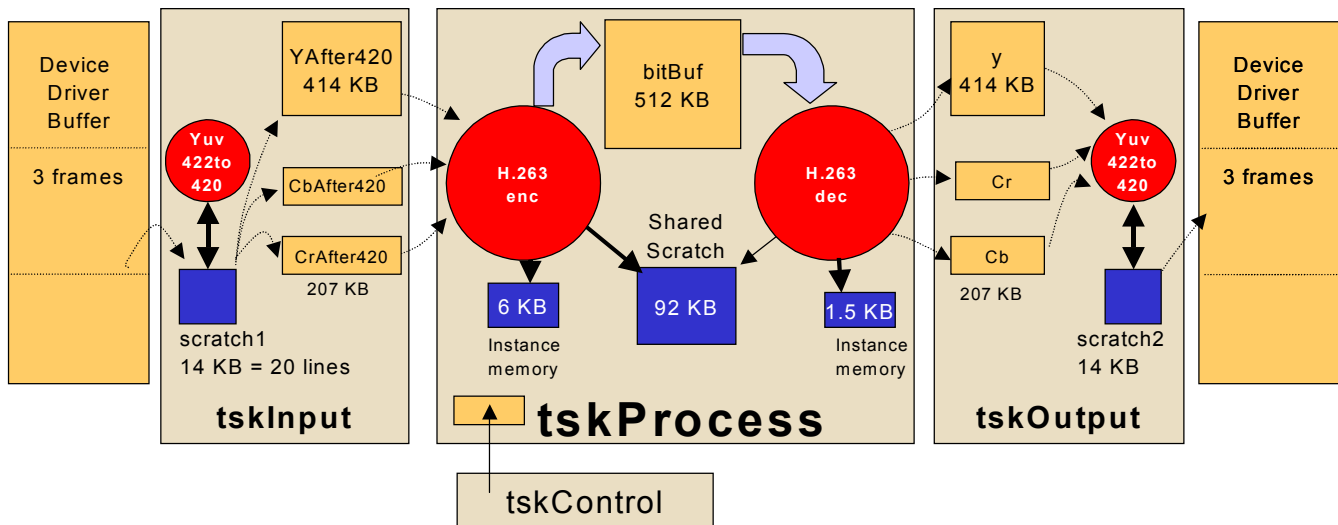 Device
Driver
Buffer
3 frames
Yuv
422to
420
YAfter420
414 KB
CbAfter420
CrAfter420
207 KB
scratch1
14 KB = 20 lines
tskInput
H.263
enc
bitBuf
512 KB
H.263
dec
Shared
Scratch
6 KB
92 KB
1.5 KB
Instance
memory
Instance
memory
tskProcess
tskControl
y
414 KB
Cr
Cb
207 KB
Yuv
422to
420
scratch2
14 KB
tskOutput
Device
Driver
Buffer
3 frames